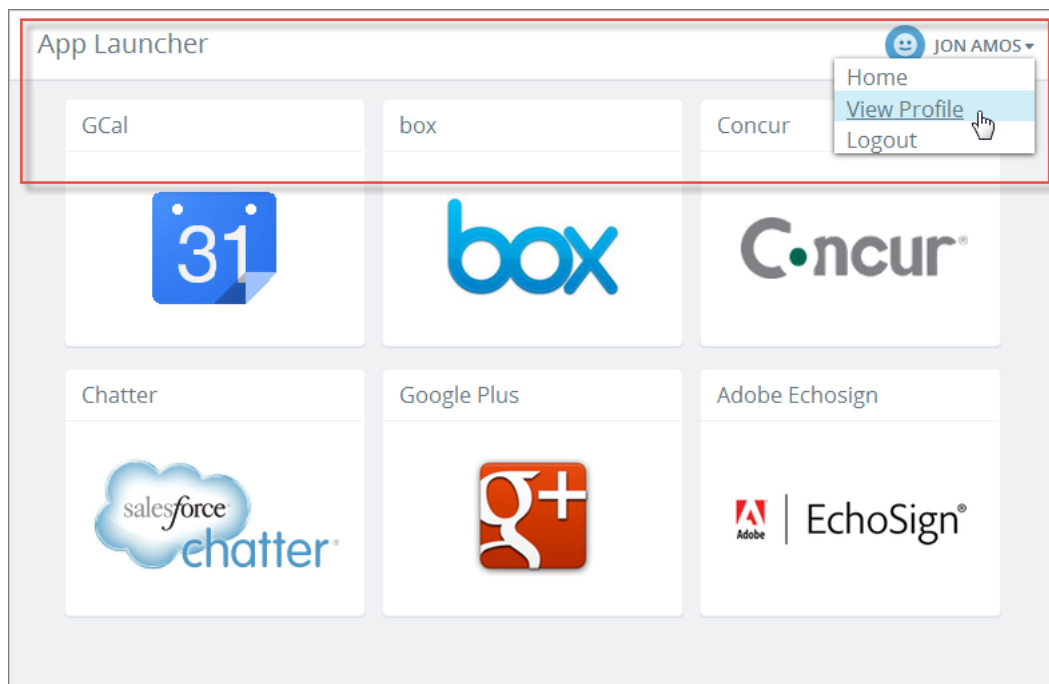 App Launcher JON AMOS
Home
View Profile
Logout
GCal box Concur
31 box Concur®
Chatter Google Plus Adobe Echosign
salesforce
chatter
g+
Adobe EchoSign®